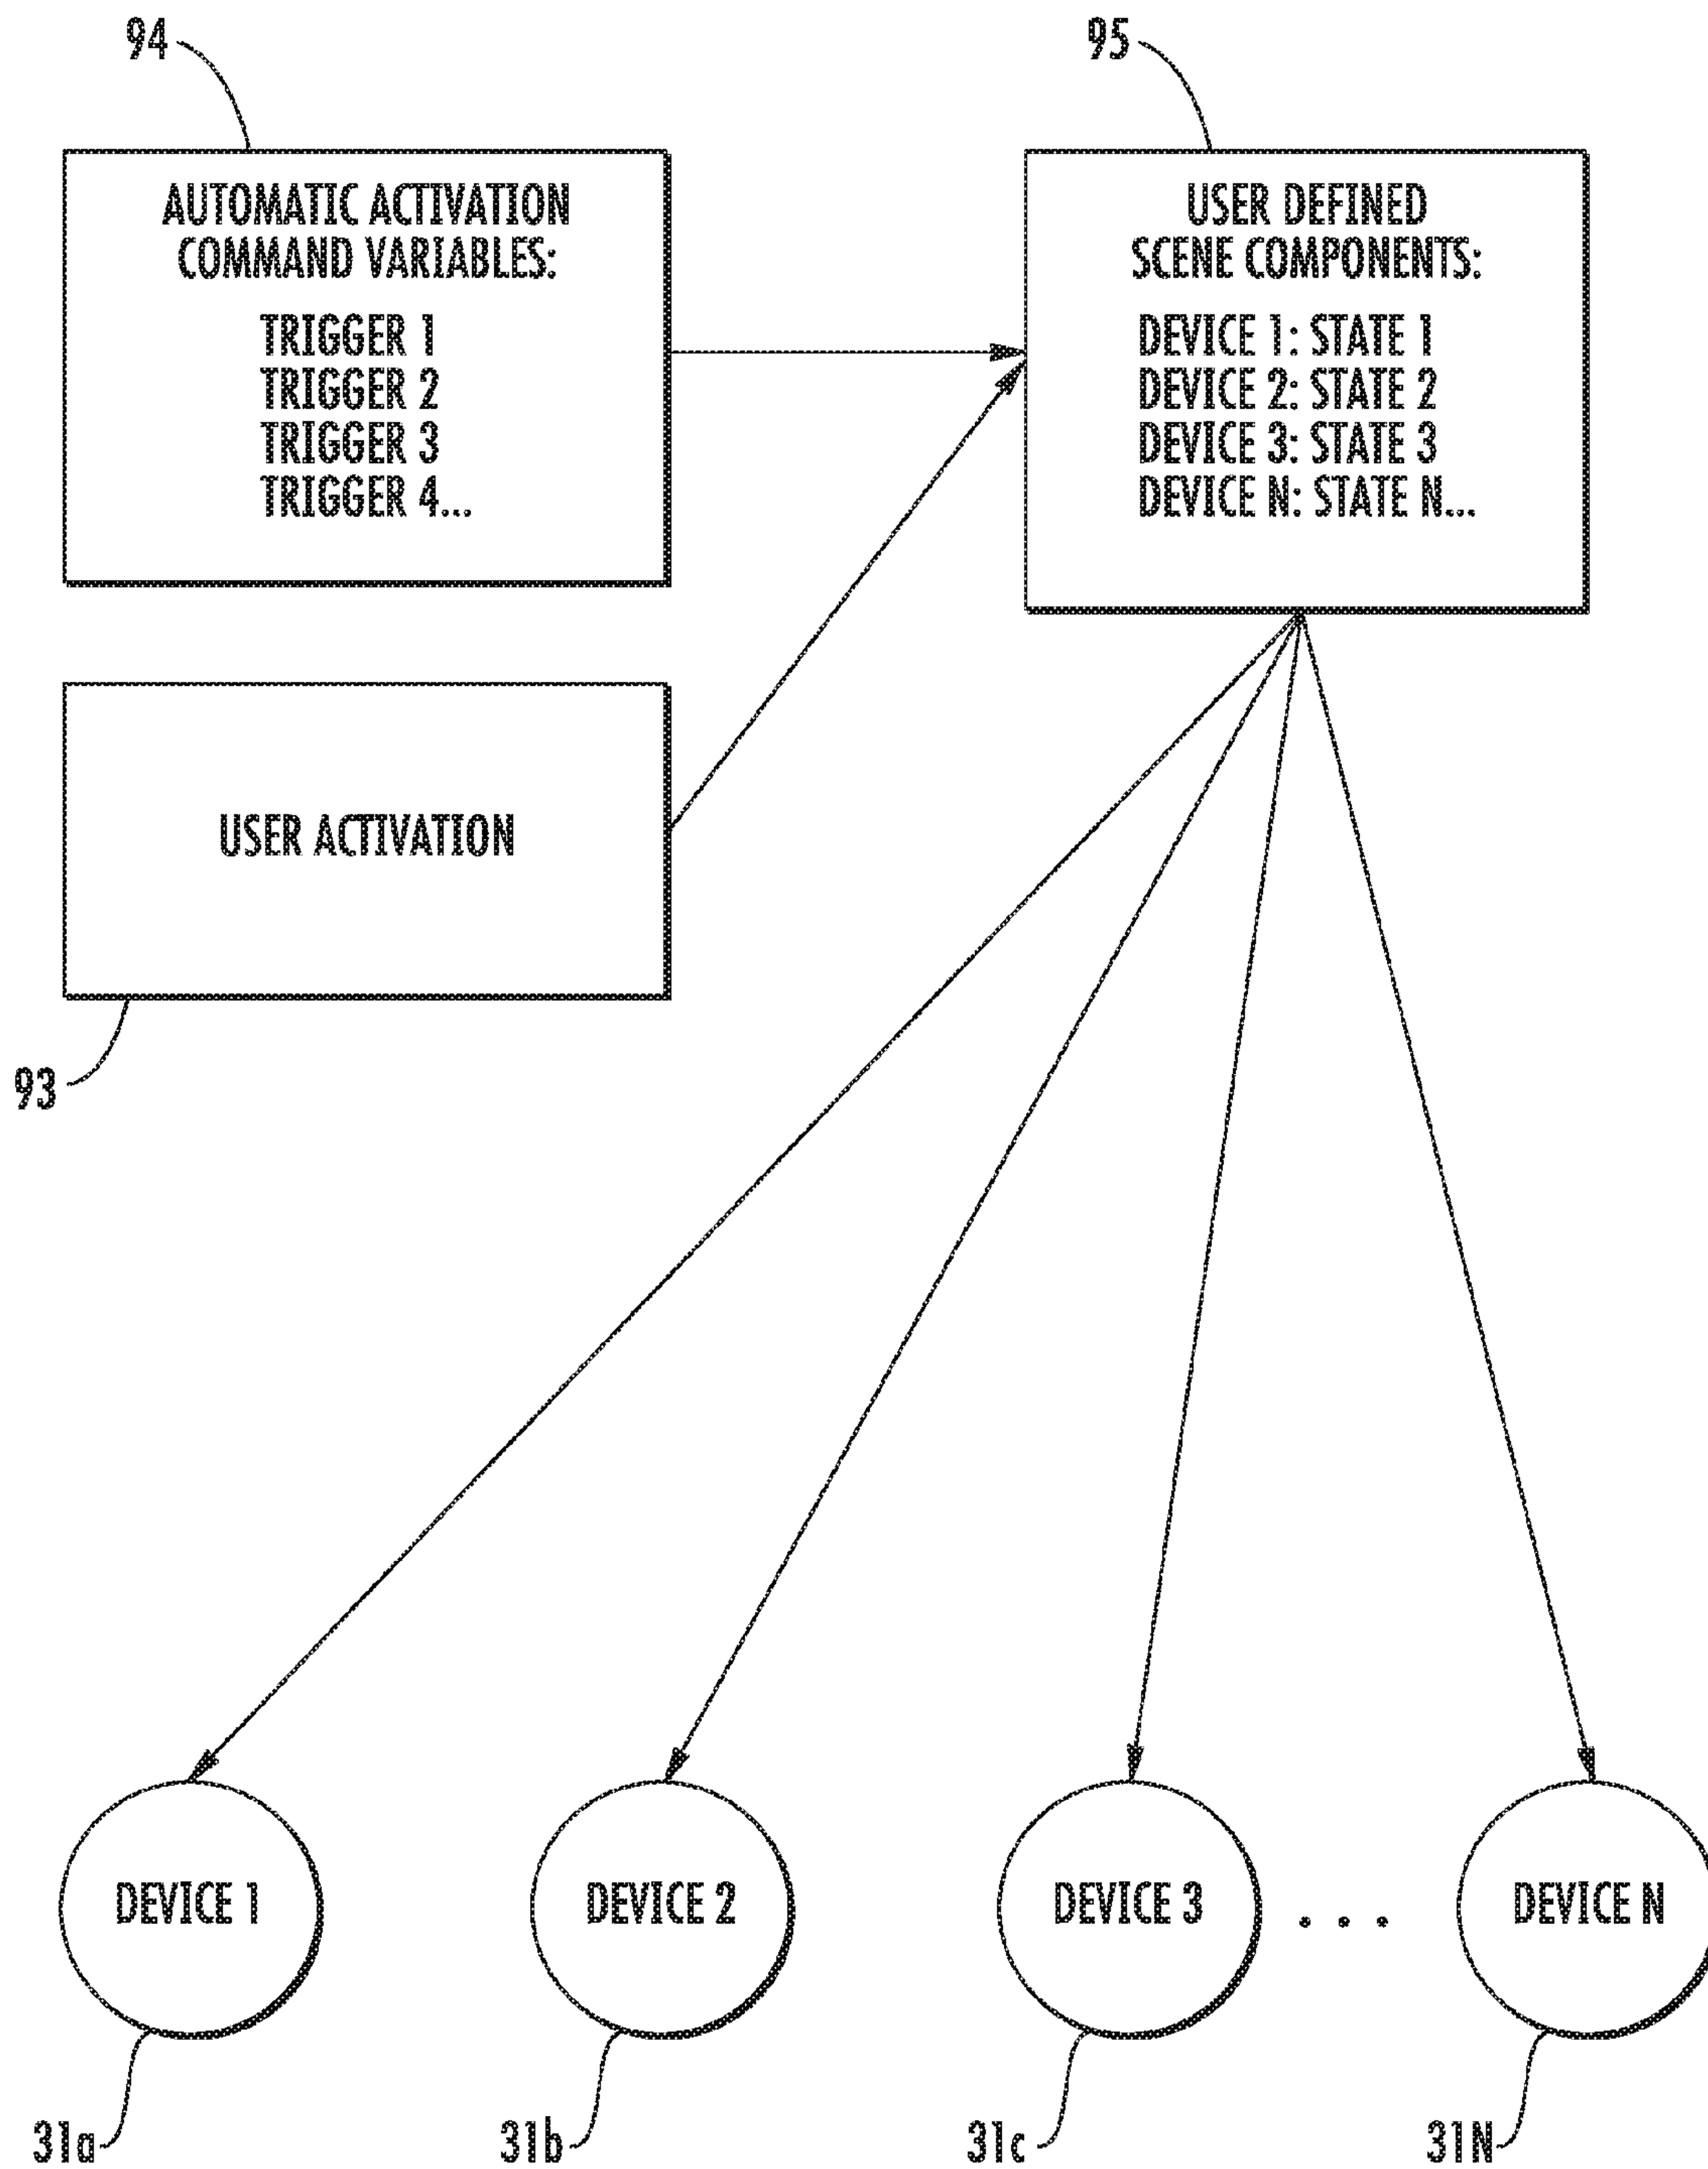 94
95
AUTOMATIC ACTIVATION
COMMAND VARIABLES:
TRIGGER 1
TRIGGER 2
TRIGGER 3
TRIGGER 4...
USER DEFINED
SCENE COMPONENTS:
DEVICE 1: STATE 1
DEVICE 2: STATE 2
DEVICE 3: STATE 3
DEVICE N: STATE N...
USER ACTIVATION
93
DEVICE 1
DEVICE 2
DEVICE 3
. . .
DEVICE N
31a
31b
31c
31N